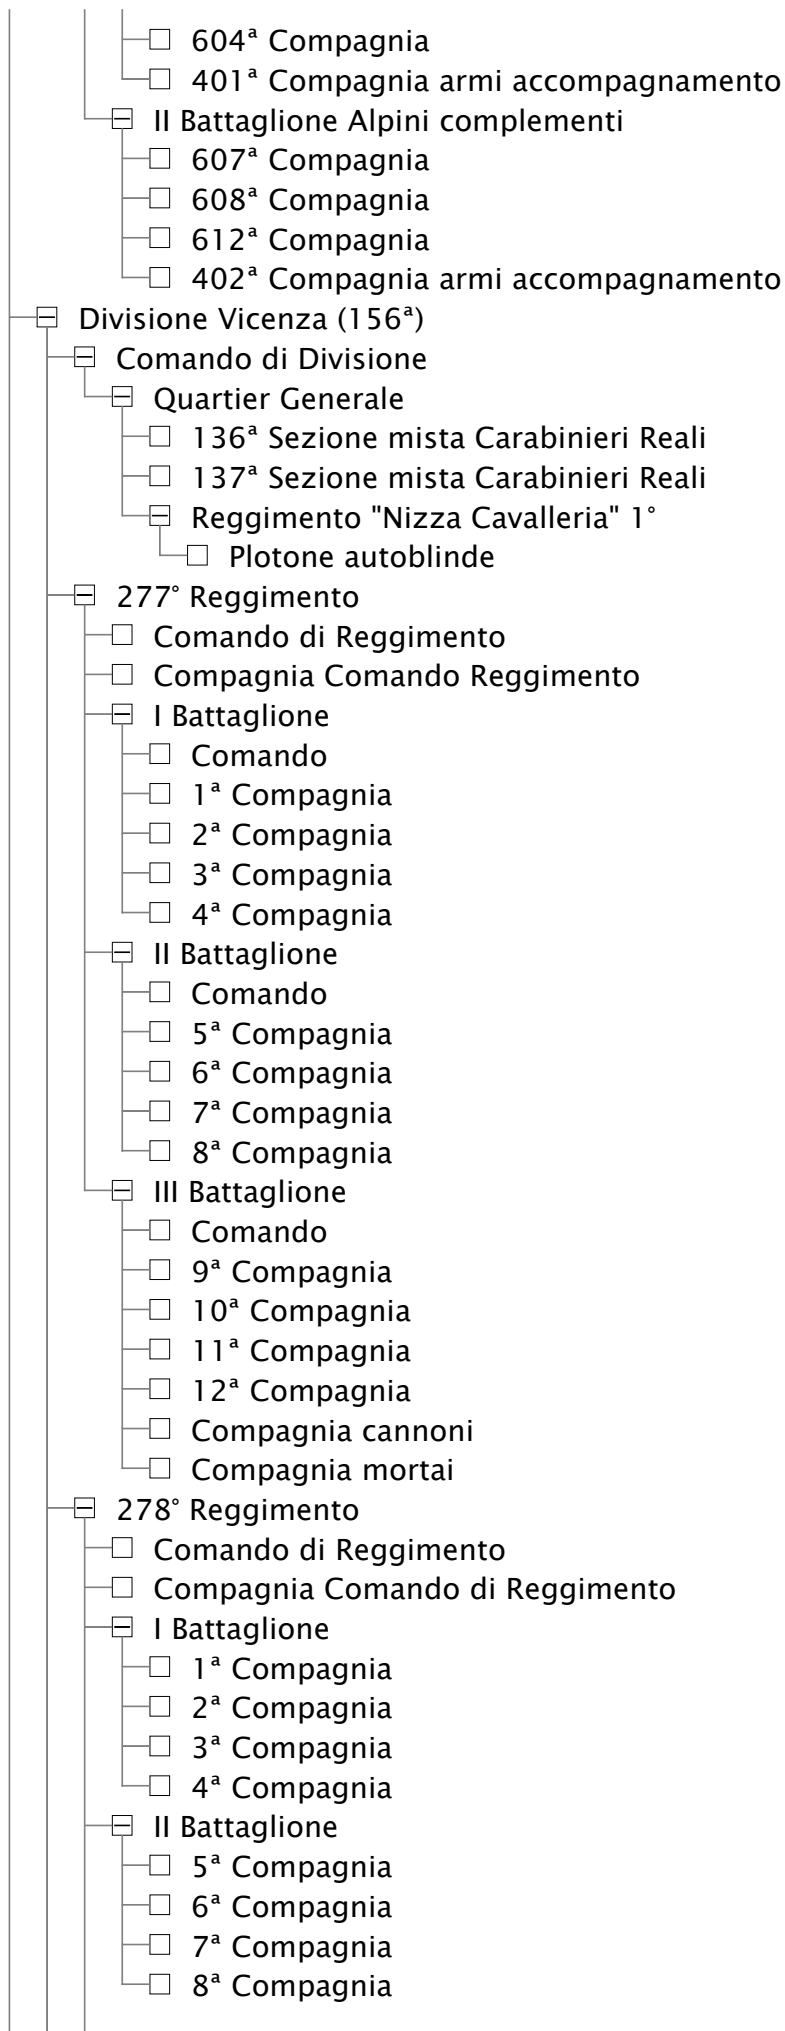 604ª Compagnia
401ª Compagnia armi accompagnamento
II Battaglione Alpini complementi
607ª Compagnia
608ª Compagnia
612ª Compagnia
402ª Compagnia armi accompagnamento
Divisione Vicenza (156ª)
Comando di Divisione
Quartier Generale
136ª Sezione mista Carabinieri Reali
137ª Sezione mista Carabinieri Reali
Reggimento "Nizza Cavalleria" 1°
Plotone autoblinde
277° Reggimento
Comando di Reggimento
Compagnia Comando Reggimento
I Battaglione
Comando
1ª Compagnia
2ª Compagnia
3ª Compagnia
4ª Compagnia
II Battaglione
Comando
5ª Compagnia
6ª Compagnia
7ª Compagnia
8ª Compagnia
III Battaglione
Comando
9ª Compagnia
10ª Compagnia
11ª Compagnia
12ª Compagnia
Compagnia cannoni
Compagnia mortai
278° Reggimento
Comando di Reggimento
Compagnia Comando di Reggimento
I Battaglione
1ª Compagnia
2ª Compagnia
3ª Compagnia
4ª Compagnia
II Battaglione
5ª Compagnia
6ª Compagnia
7ª Compagnia
8ª Compagnia